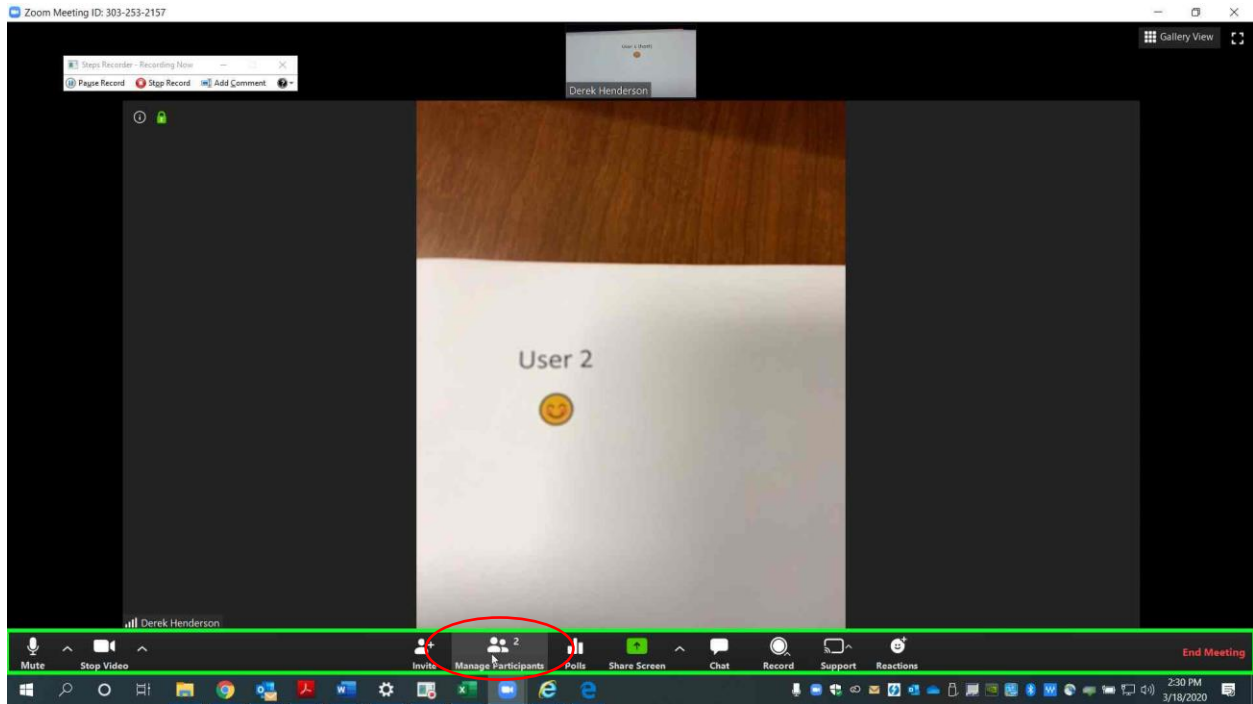 Zoom Meeting ID: 303-253-2157
Gallery View
Steps Recorder - Recording Now
Pause Record Stop Record Add Comment
Derek Henderson
User 2
Derek Henderson
2
Mute Stop Video Invite Manage Participants Polls Share Screen Chat Record Support Reactions End Meeting
2:30 PM
3/18/2020